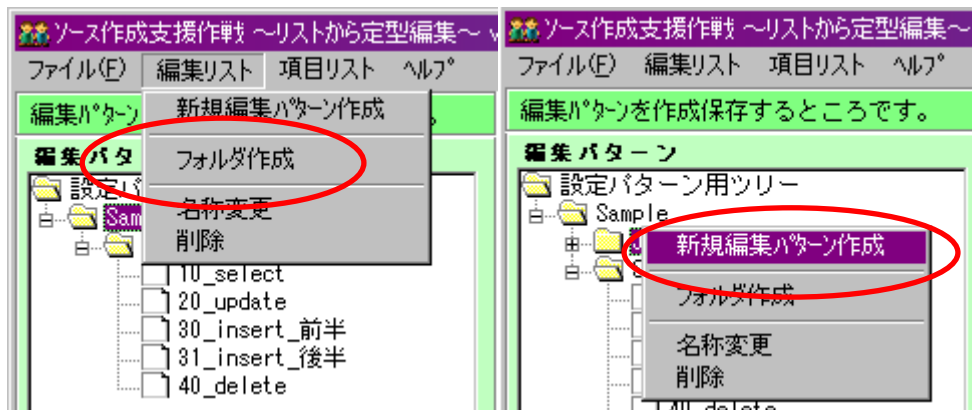 ソース作成支援作戦 ～リストから定型編集～ v
ファイル(F) 編集リスト 項目リスト ﾍﾙﾌﾟ
編集ﾊﾟﾀｰﾝ
新規編集ﾊﾟﾀｰﾝ作成
フォルダ作成
名称変更
削除
編集パタ
設定パ
Sam
10_select
20_update
30_insert_前半
31_insert_後半
40_delete
ソース作成支援作戦 ～リストから定型編集～
ファイル(F) 編集リスト 項目リスト ﾍﾙﾌﾟ
編集ﾊﾟﾀｰﾝを作成保存するところです。
編集パターン
設定パターン用ツリー
Sample
新規編集ﾊﾟﾀｰﾝ作成
フォルダ作成
名称変更
削除
40_delete